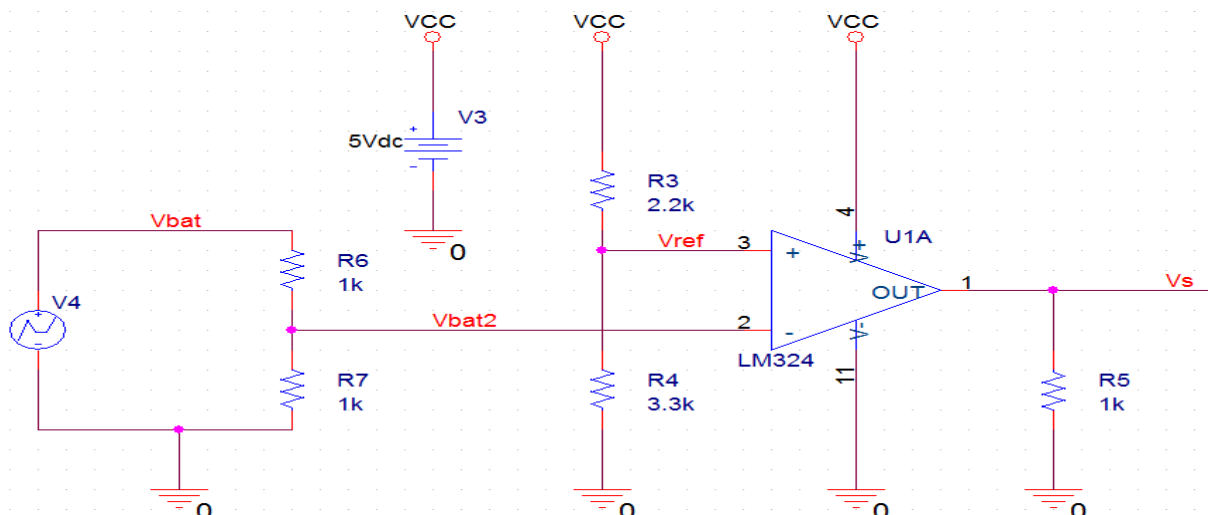 VCC
VCC
VCC
V3
5Vdc
+
-
0
R3
2.2k
4
V+
U1A
Vbat
R6
1k
Vref
3
+
V4
+
-
OUT
1
Vs
Vbat2
2
-
V-
LM324
11
R7
1k
R4
3.3k
R5
1k
0
0
0
0